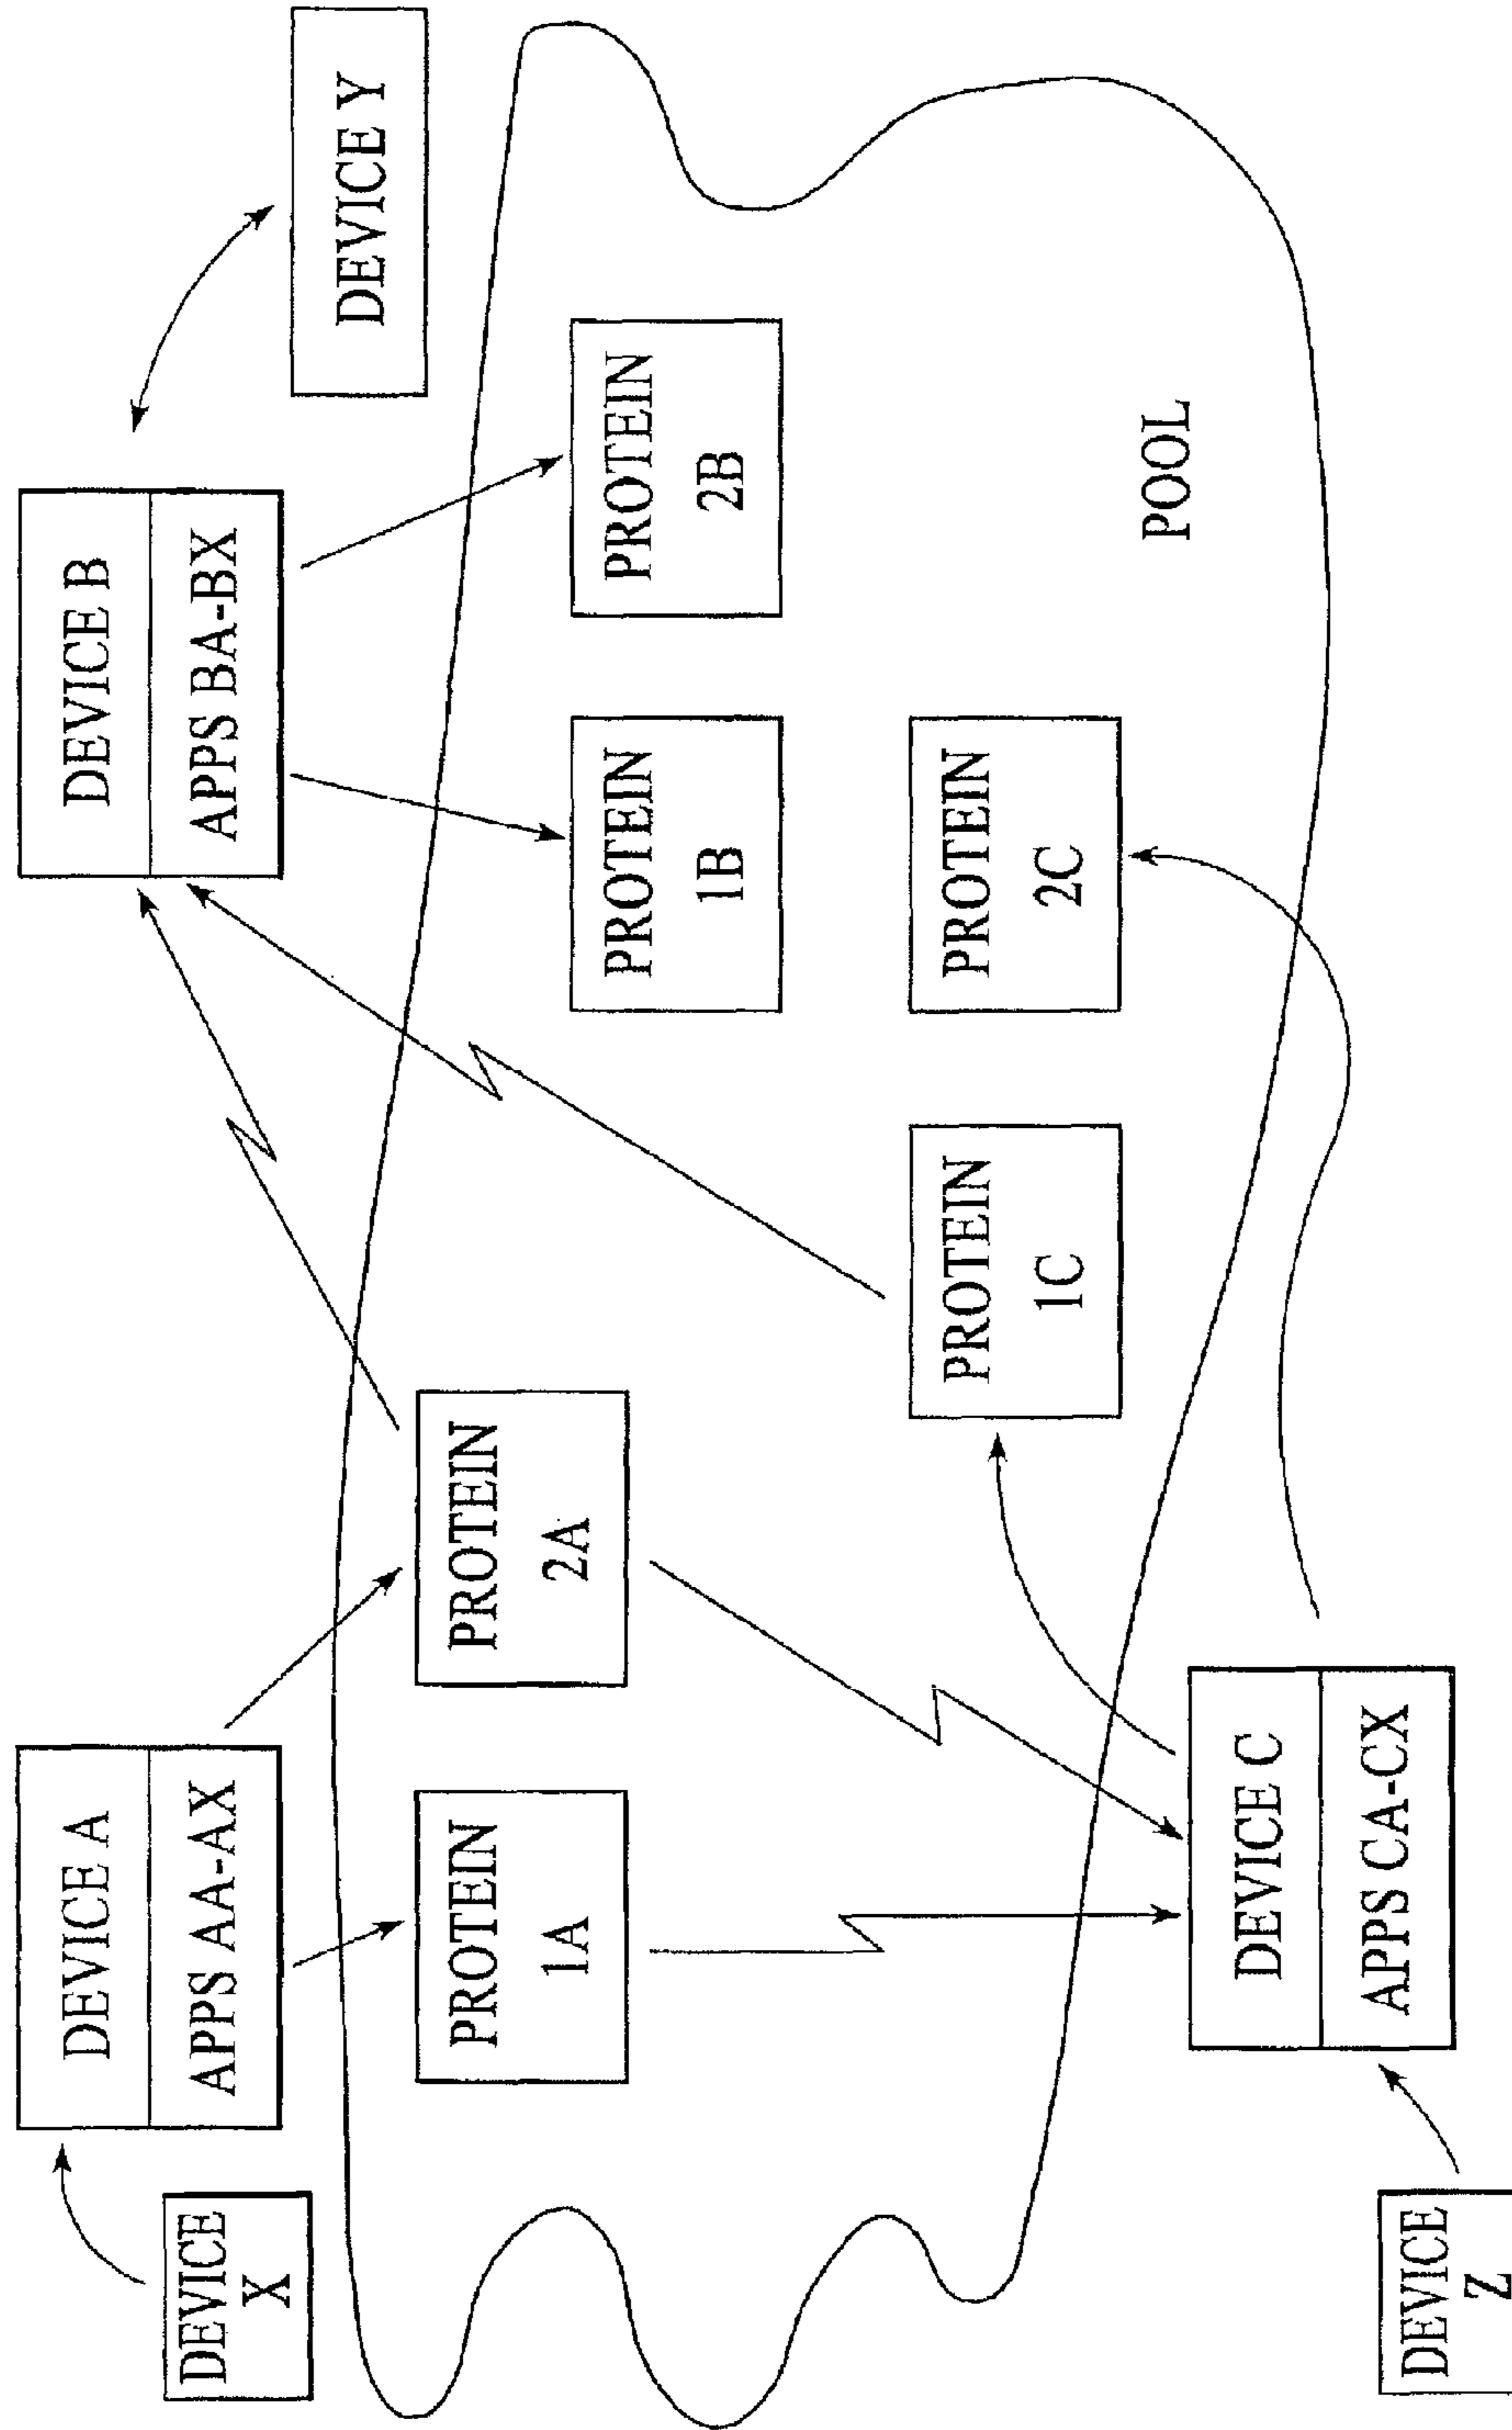 DEVICE
X
DEVICE A
APPS AA-AX
DEVICE B
APPS BA-BX
DEVICE Y
PROTEIN
1A
PROTEIN
2A
PROTEIN
1B
PROTEIN
2B
PROTEIN
1C
PROTEIN
2C
POOL
DEVICE
Z
DEVICE C
APPS CA-CX